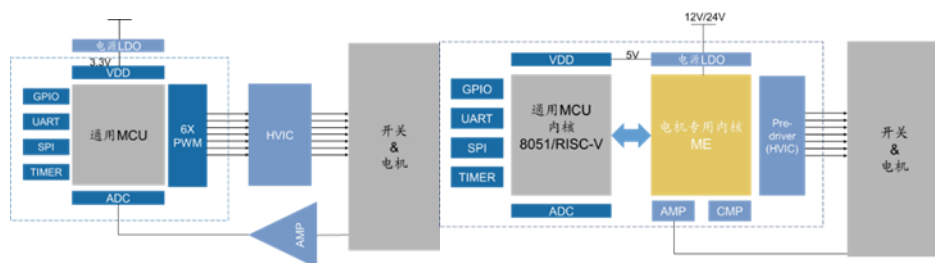 电源LDO
3.3V
VDD
GPIO
UART
SPI
TIMER
通用MCU
6X
PWM
ADC
HVIC
AMP
开关
&
电机
12V/24V
VDD
5V
电源LDO
GPIO
UART
SPI
TIMER
通用MCU
内核
8051/RISC-V
电机专用内核
ME
Pre-
driver
(HVIC)
ADC
AMP
CMP
开关
&
电机